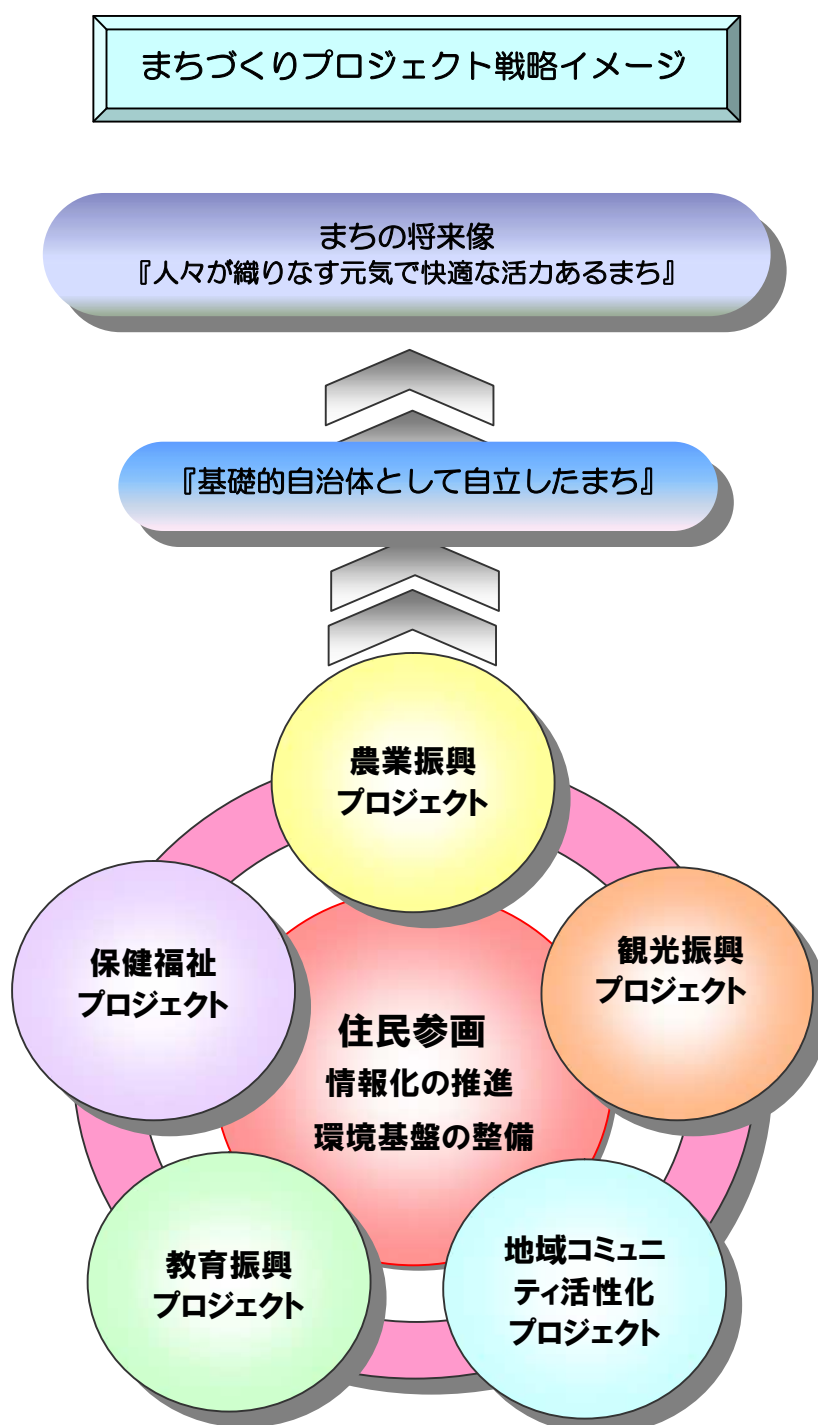 まちづくりプロジェクト戦略イメージ
まちの将来像
『人々が織りなす元気で快適な活力あるまち』
『基礎的自治体として自立したまち』
農業振興
プロジェクト
保健福祉
プロジェクト
観光振興
プロジェクト
住民参画
情報化の推進
環境基盤の整備
教育振興
プロジェクト
地域コミュニ
ティ活性化
プロジェクト